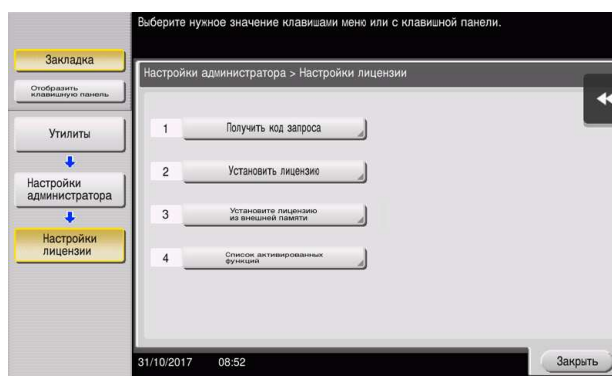 Выберите нужное значение клавишами меню или с клавишной панели.
Закладка
Отобразить
клавишную панель
Утилиты
Настройки
администратора
Настройки
лицензии
Настройки администратора > Настройки лицензии
1 Получить код запроса
2 Установить лицензию
3 Установите лицензию
из внешней памяти
4 Список активированных
функций
31/10/2017 08:52
Закрыть